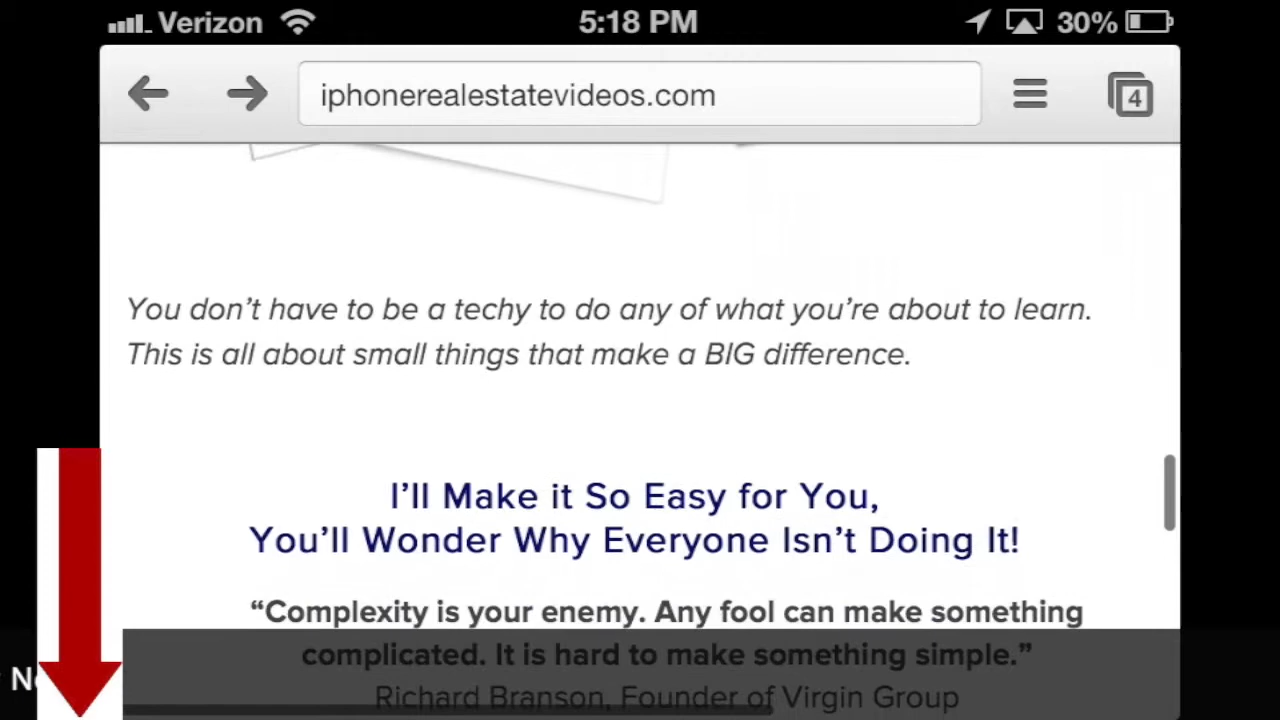 Verizon 5:18 PM 30%
iphonerealestatevideos.com 4
You don't have to be a techy to do any of what you're about to learn.
This is all about small things that make a BIG difference.
I'll Make it So Easy for You,
You'll Wonder Why Everyone Isn't Doing It!
“Complexity is your enemy. Any fool can make something
complicated. It is hard to make something simple.”
Richard Branson, Founder of Virgin Group